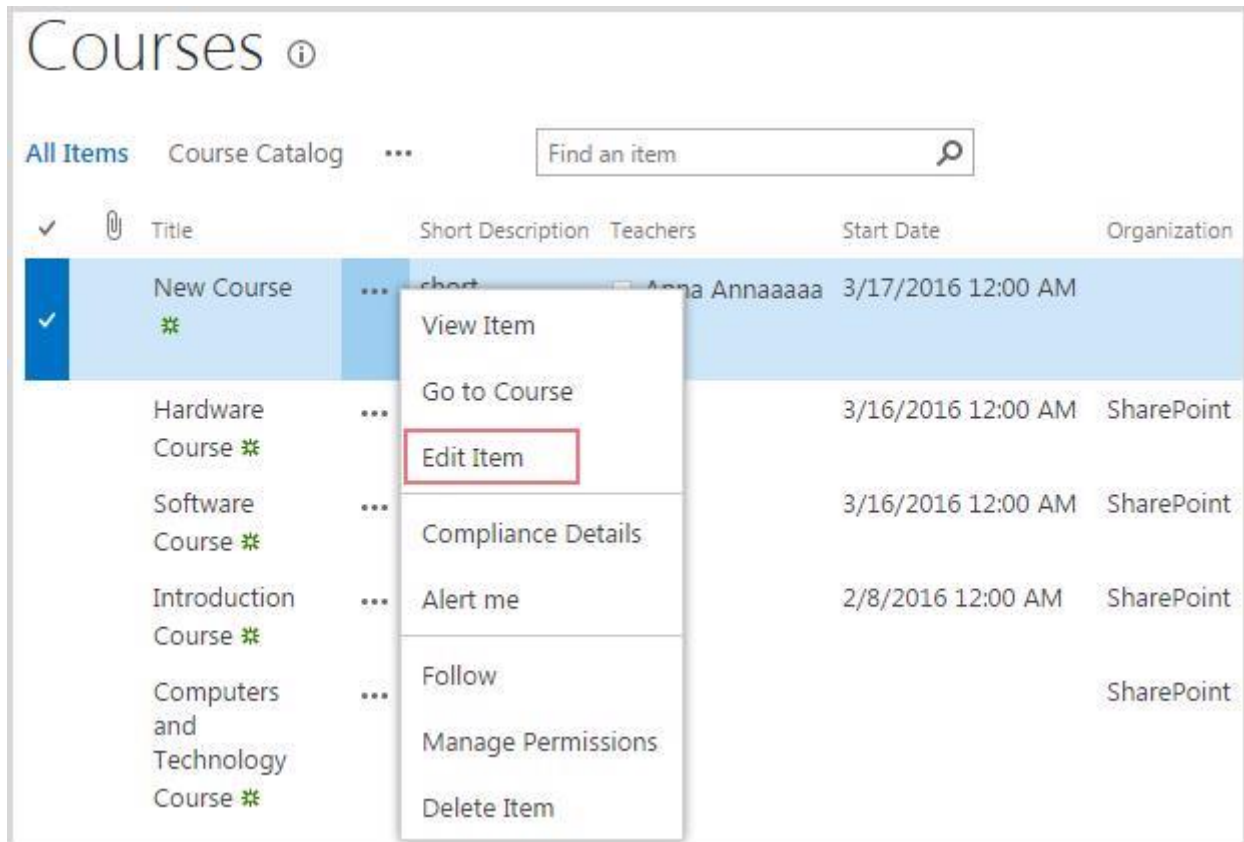 Courses
All Items Course Catalog ... Find an item
Title Short Description Teachers Start Date Organization
New Course ... short Anna Annaaaaa 3/17/2016 12:00 AM
View Item
Go to Course
Hardware ... 3/16/2016 12:00 AM SharePoint
Course
Edit Item
Software ... 3/16/2016 12:00 AM SharePoint
Course
Compliance Details
Introduction ... Alert me 2/8/2016 12:00 AM SharePoint
Course
Follow
Computers ... SharePoint
and
Manage Permissions
Technology
Course
Delete Item